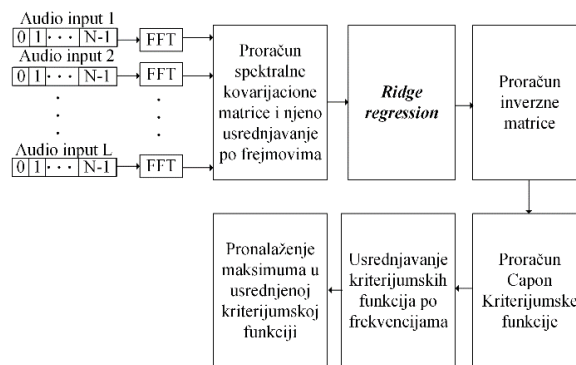 Audio input 1
0 1 · · · N-1
FFT
Audio input 2
0 1 · · · N-1
FFT
Audio input L
0 1 · · · N-1
FFT
Proračun
spektralne
kovarijacione
matrice i njeno
usrednjavanje
po frejmovima
Ridge
regression
Proračun
inverzne
matrice
Proračun
Capon
Kriterijumske
funkcije
Usrednjavanje
kriterijumskih
funkcija po
frekvencijama
Pronalaženje
maksimuma u
usrednjenoj
kriterijumskoj
funkciji